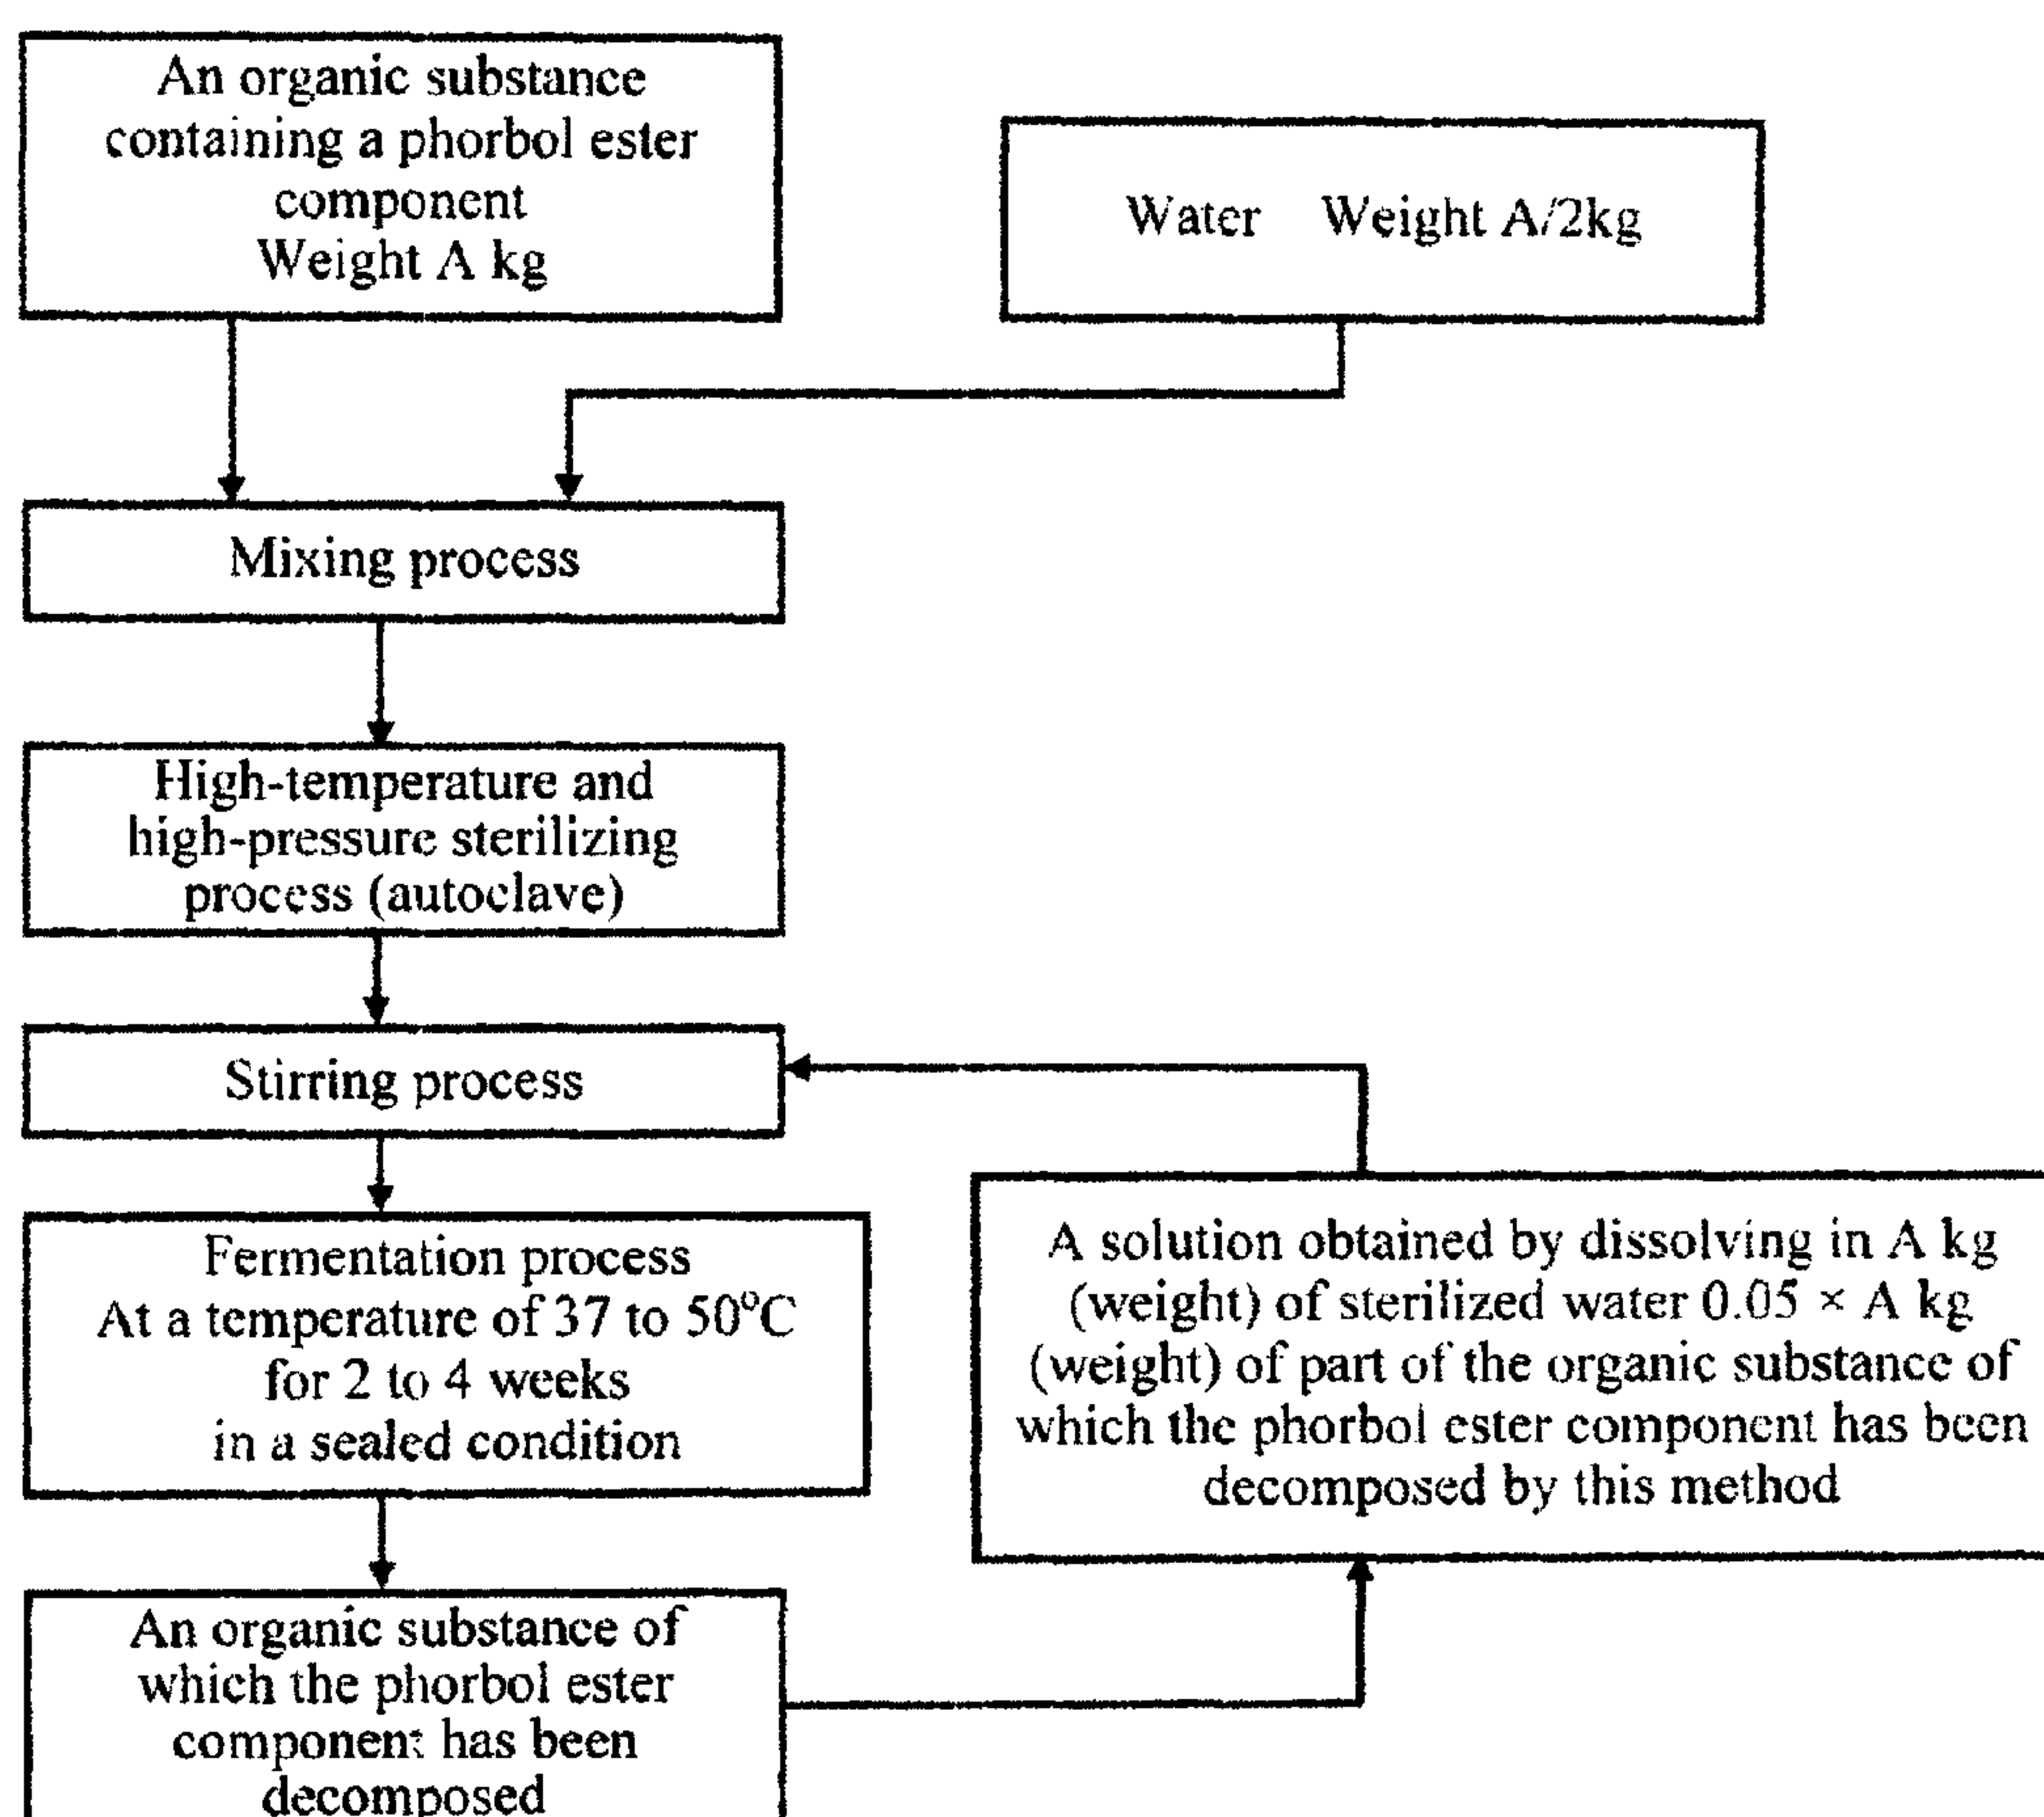 An organic substance
containing a phorbol ester
component
Weight A kg
Water Weight A/2kg
Mixing process
High-temperature and
high-pressure sterilizing
process (autoclave)
Stirring process
Fermentation process
At a temperature of 37 to 50°C
for 2 to 4 weeks
in a sealed condition
A solution obtained by dissolving in A kg
(weight) of sterilized water 0.05 × A kg
(weight) of part of the organic substance of
which the phorbol ester component has been
decomposed by this method
An organic substance of
which the phorbol ester
component has been
decomposed